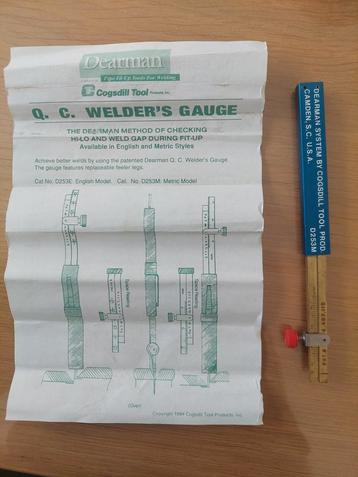 Dearman
Pipe Fit-Up Tools For Welding
Cogsdill Tool Products, Inc.
Q. C. WELDER'S GAUGE
THE DEARMAN METHOD OF CHECKING
HI-LO AND WELD GAP DURING FIT-UP
Available in English and Metric Styles
Achieve better welds by using the patented Dearman Q. C. Welder's Gauge.
The gauge features replaceable feeler legs.
Cat No. D253E: English Model. Cat. No. D253M: Metric Model
(Over)
Copyright 1994 Cogsdill Tool Products, Inc.
DEARMAN SYSTEM BY COGSDILL TOOL PROD.
CAMDEN, S.C. U.S.A.
D253M